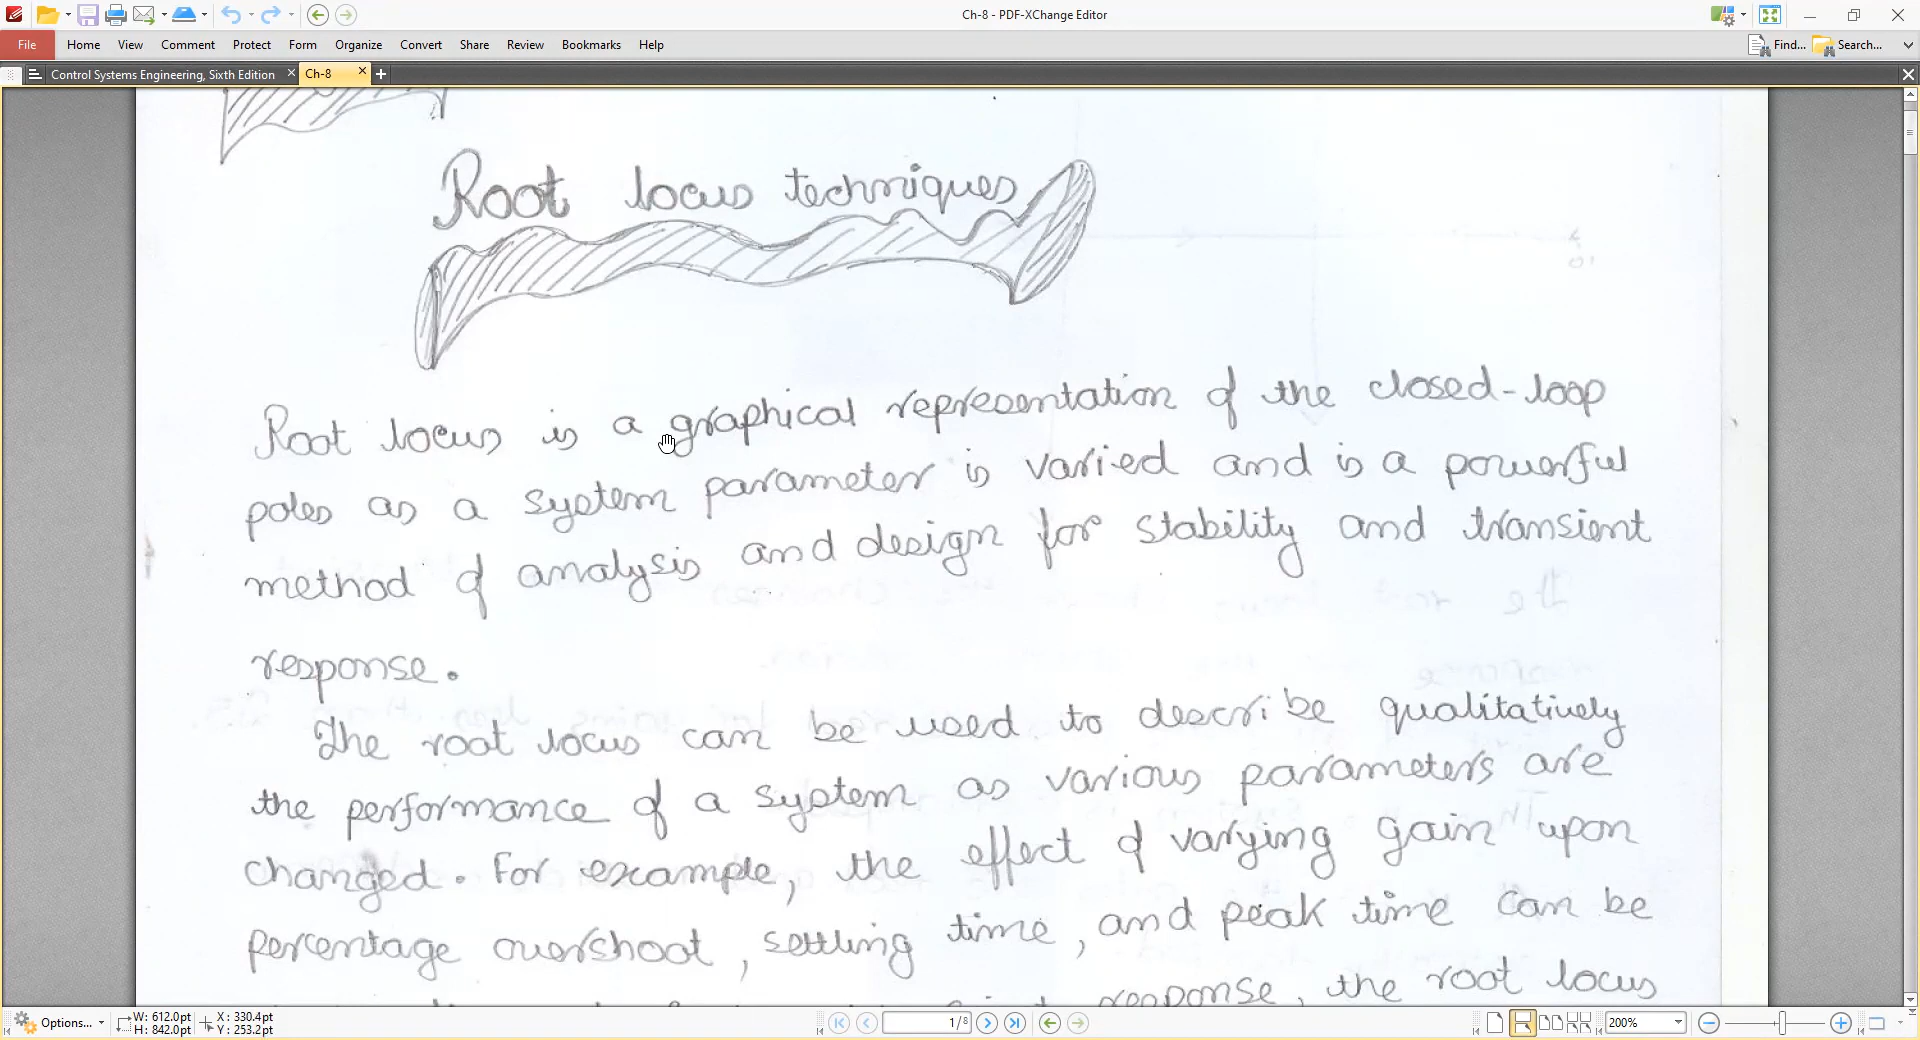 Ch-8 - PDF-XChange Editor
File Home View Comment Protect Form Organize Convert Share Review Bookmarks Help Find... Search...
Control Systems Engineering, Sixth Edition Ch-8
Root locus techniques
Root locus is a graphical representation of the closed-loop
poles as a system parameter is varied and is a powerful
method of analysis and design for stability and transient
response.
The root locus can be used to describe qualitatively
the performance of a system as various parameters are
changed. For example, the effect of varying gain upon
percentage overshoot, settling time, and peak time can be
response, the root locus
Options... W: 612.0pt H: 842.0pt X: 330.4pt Y: 253.2pt 1/8 200%